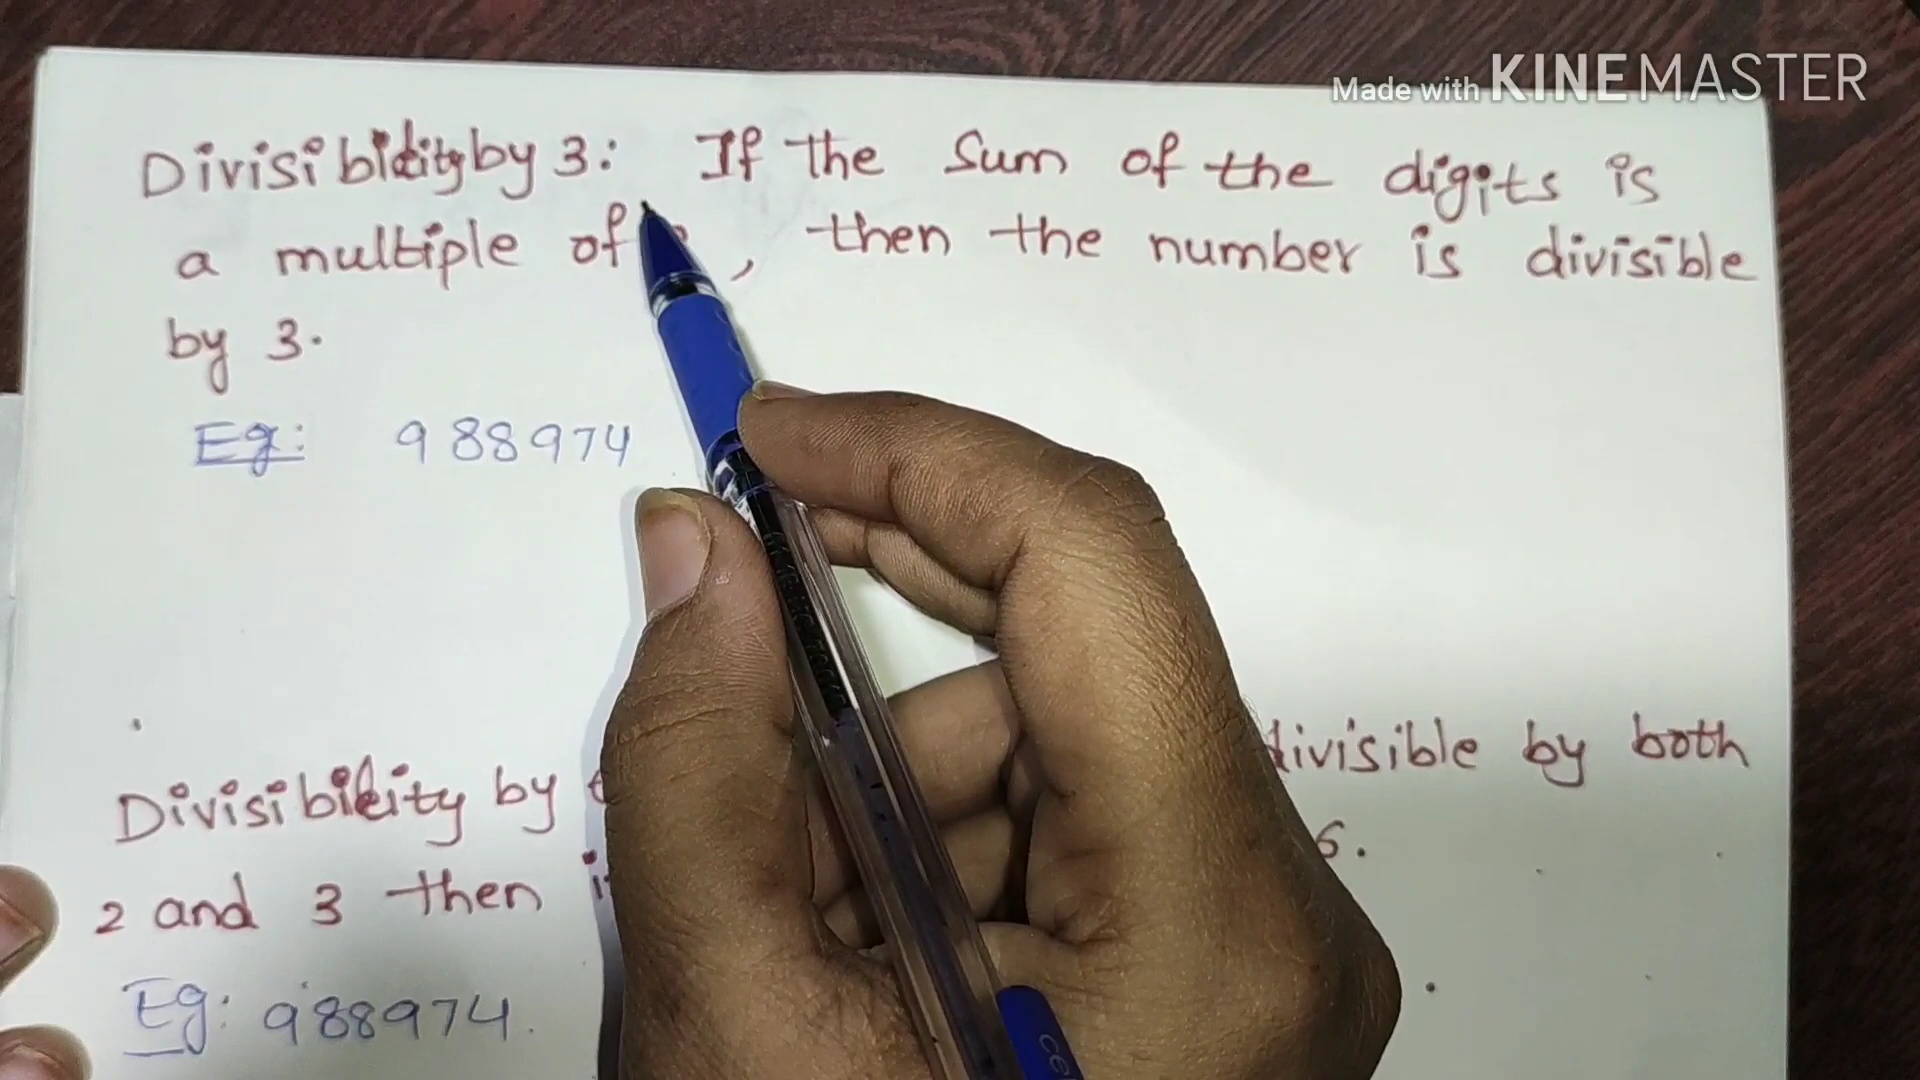 Made with KINEMASTER
Divisibility by 3: If the sum of the digits is
a multiple of , then the number is divisible
by 3.
Eg: 988974
Divisibility by divisible by both
2 and 3 then 6.
Eg: 988974.